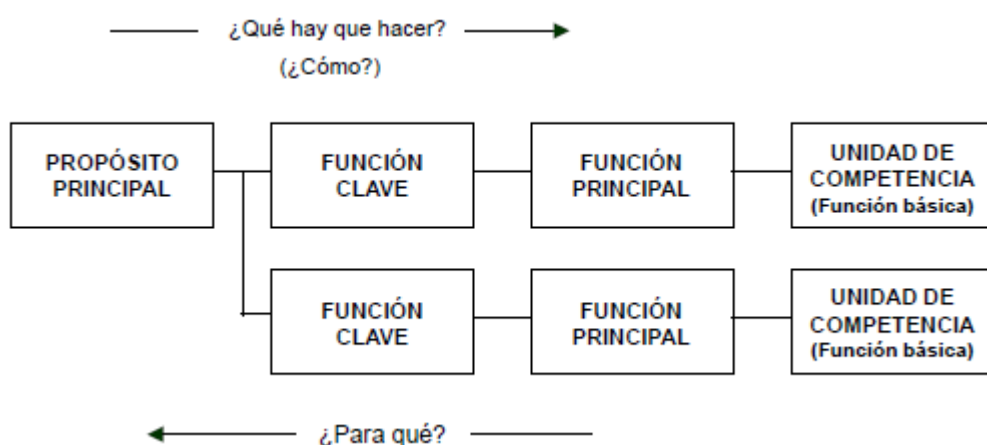 ¿Qué hay que hacer?
(¿Cómo?)
PROPÓSITO
PRINCIPAL
FUNCIÓN
CLAVE
FUNCIÓN
PRINCIPAL
UNIDAD DE
COMPETENCIA
(Función básica)
FUNCIÓN
CLAVE
FUNCIÓN
PRINCIPAL
UNIDAD DE
COMPETENCIA
(Función básica)
¿Para qué?